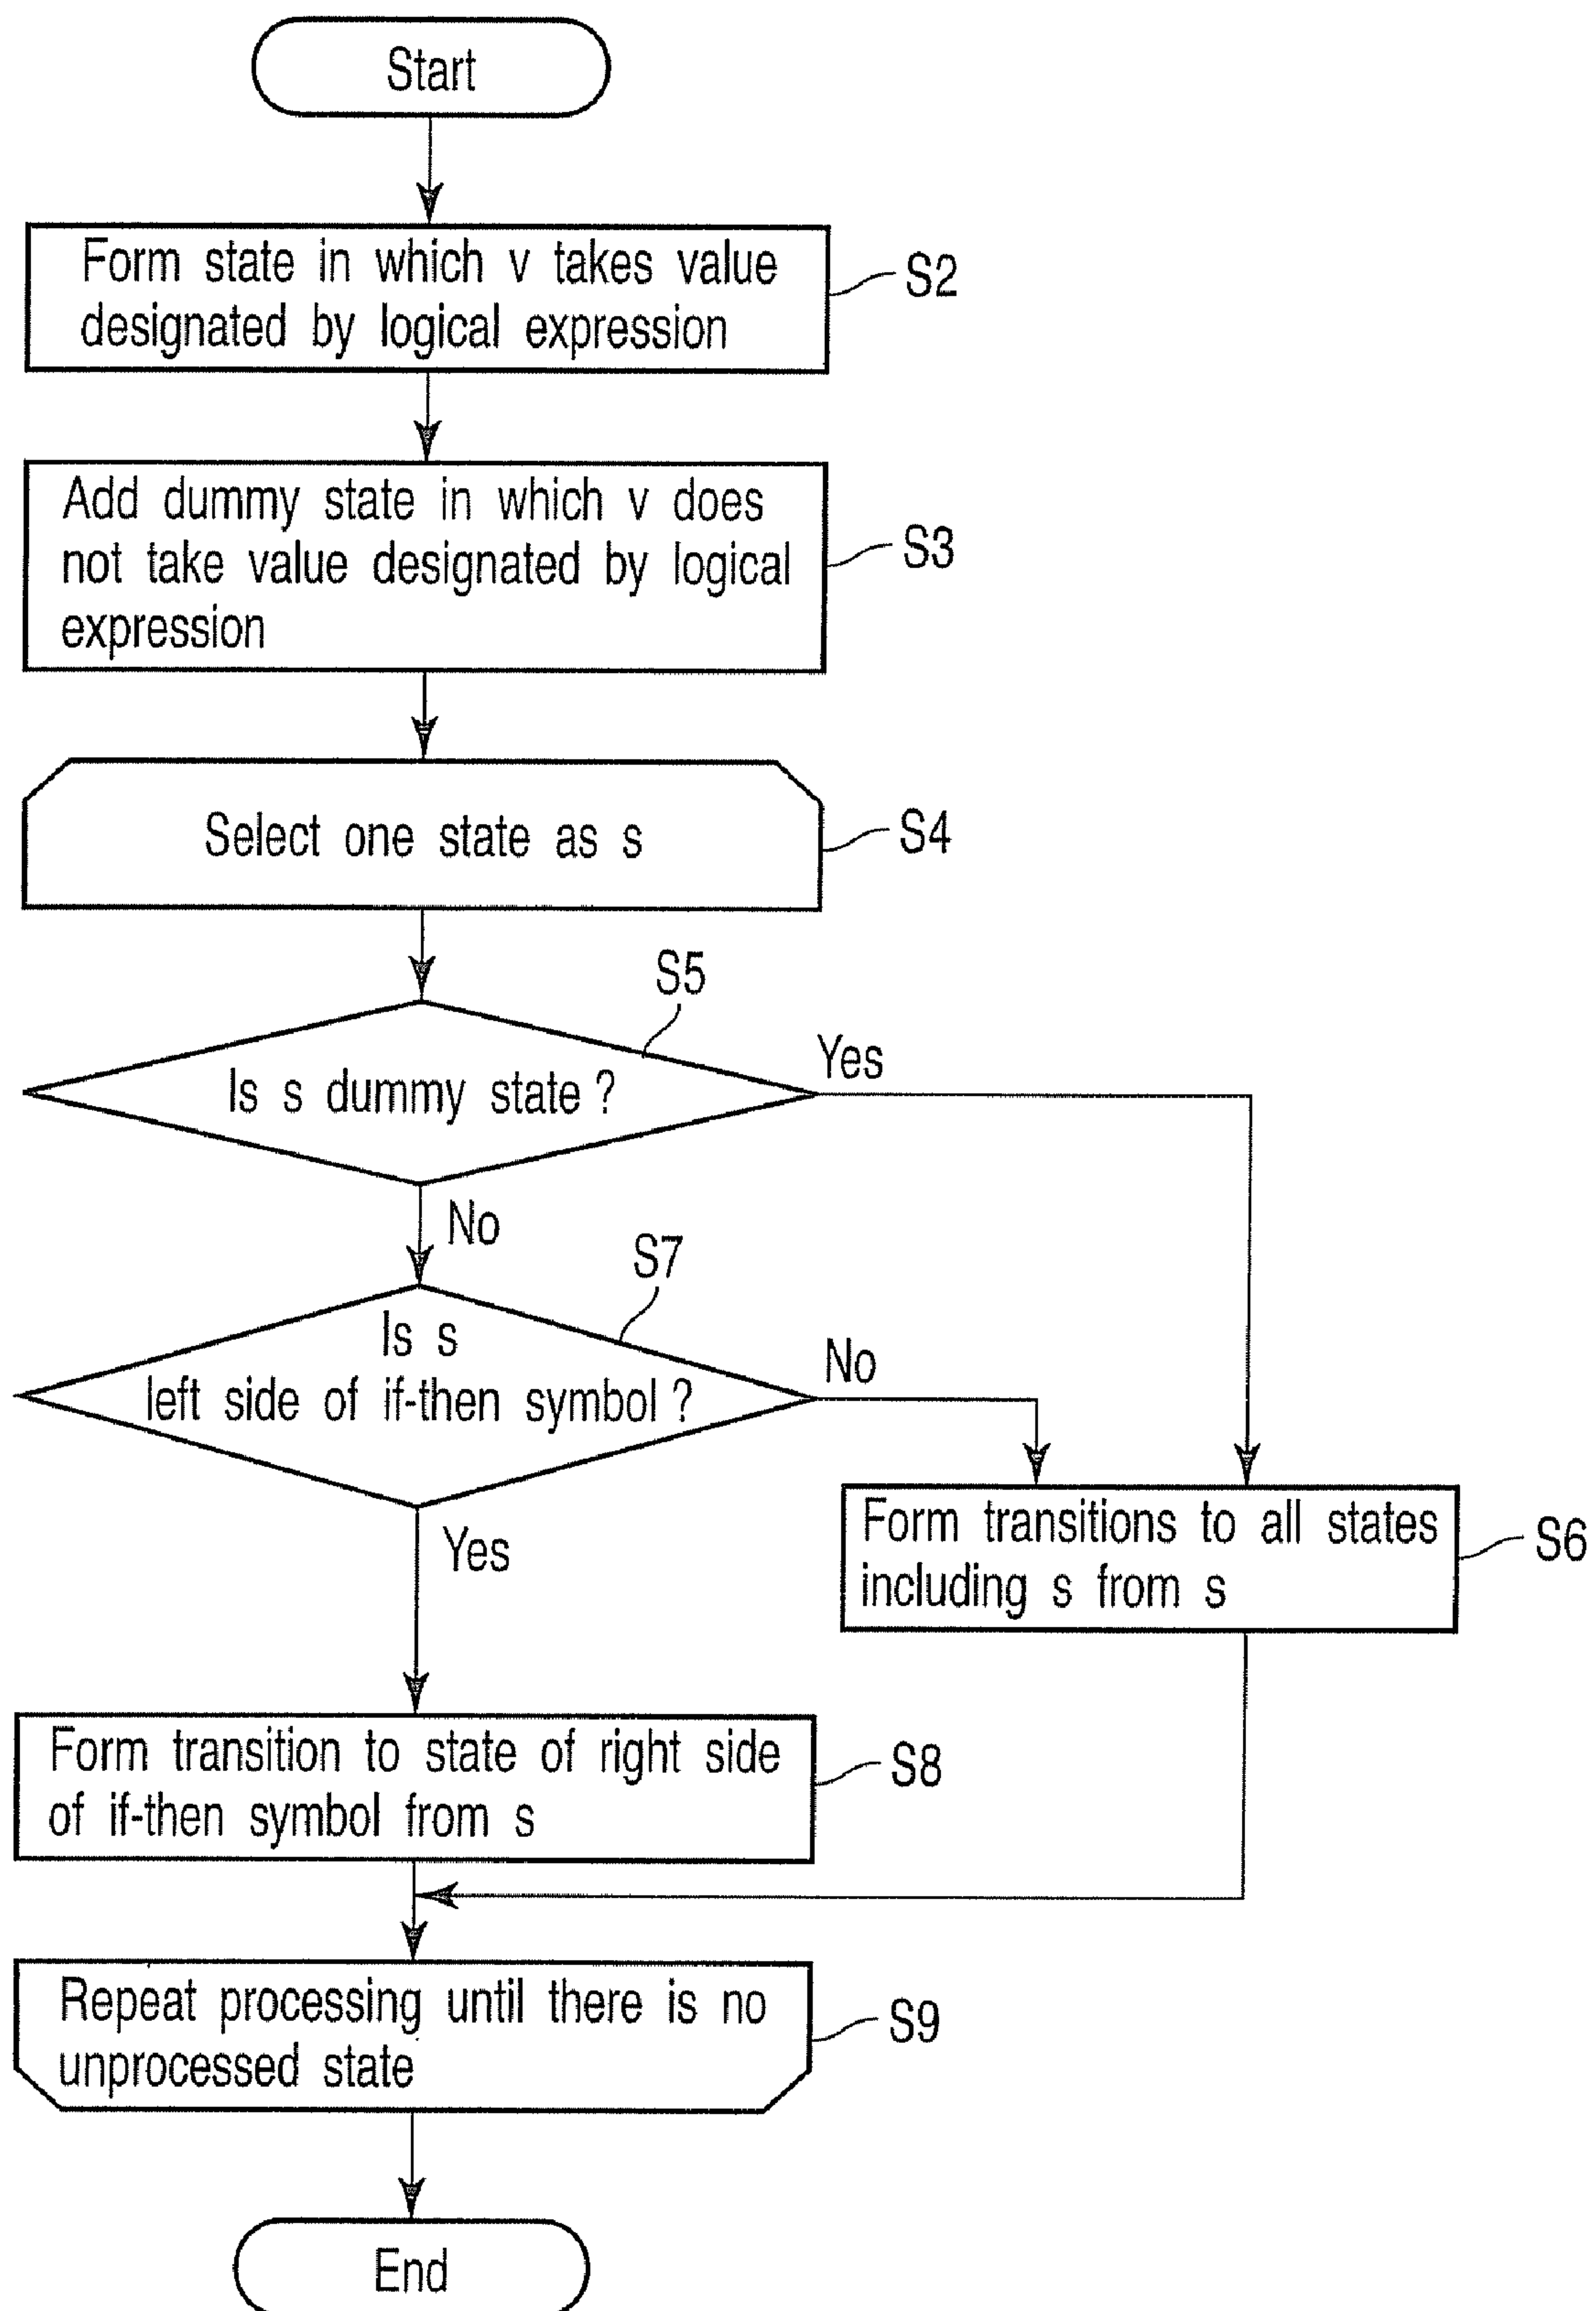 Start
Form state in which v takes value
designated by logical expression
S2
Add dummy state in which v does
not take value designated by logical
expression
S3
Select one state as s
S4
S5
Is s dummy state ?
Yes
No
S7
Is s
left side of if-then symbol ?
No
Yes
Form transitions to all states
including s from s
S6
Form transition to state of right side
of if-then symbol from s
S8
Repeat processing until there is no
unprocessed state
S9
End